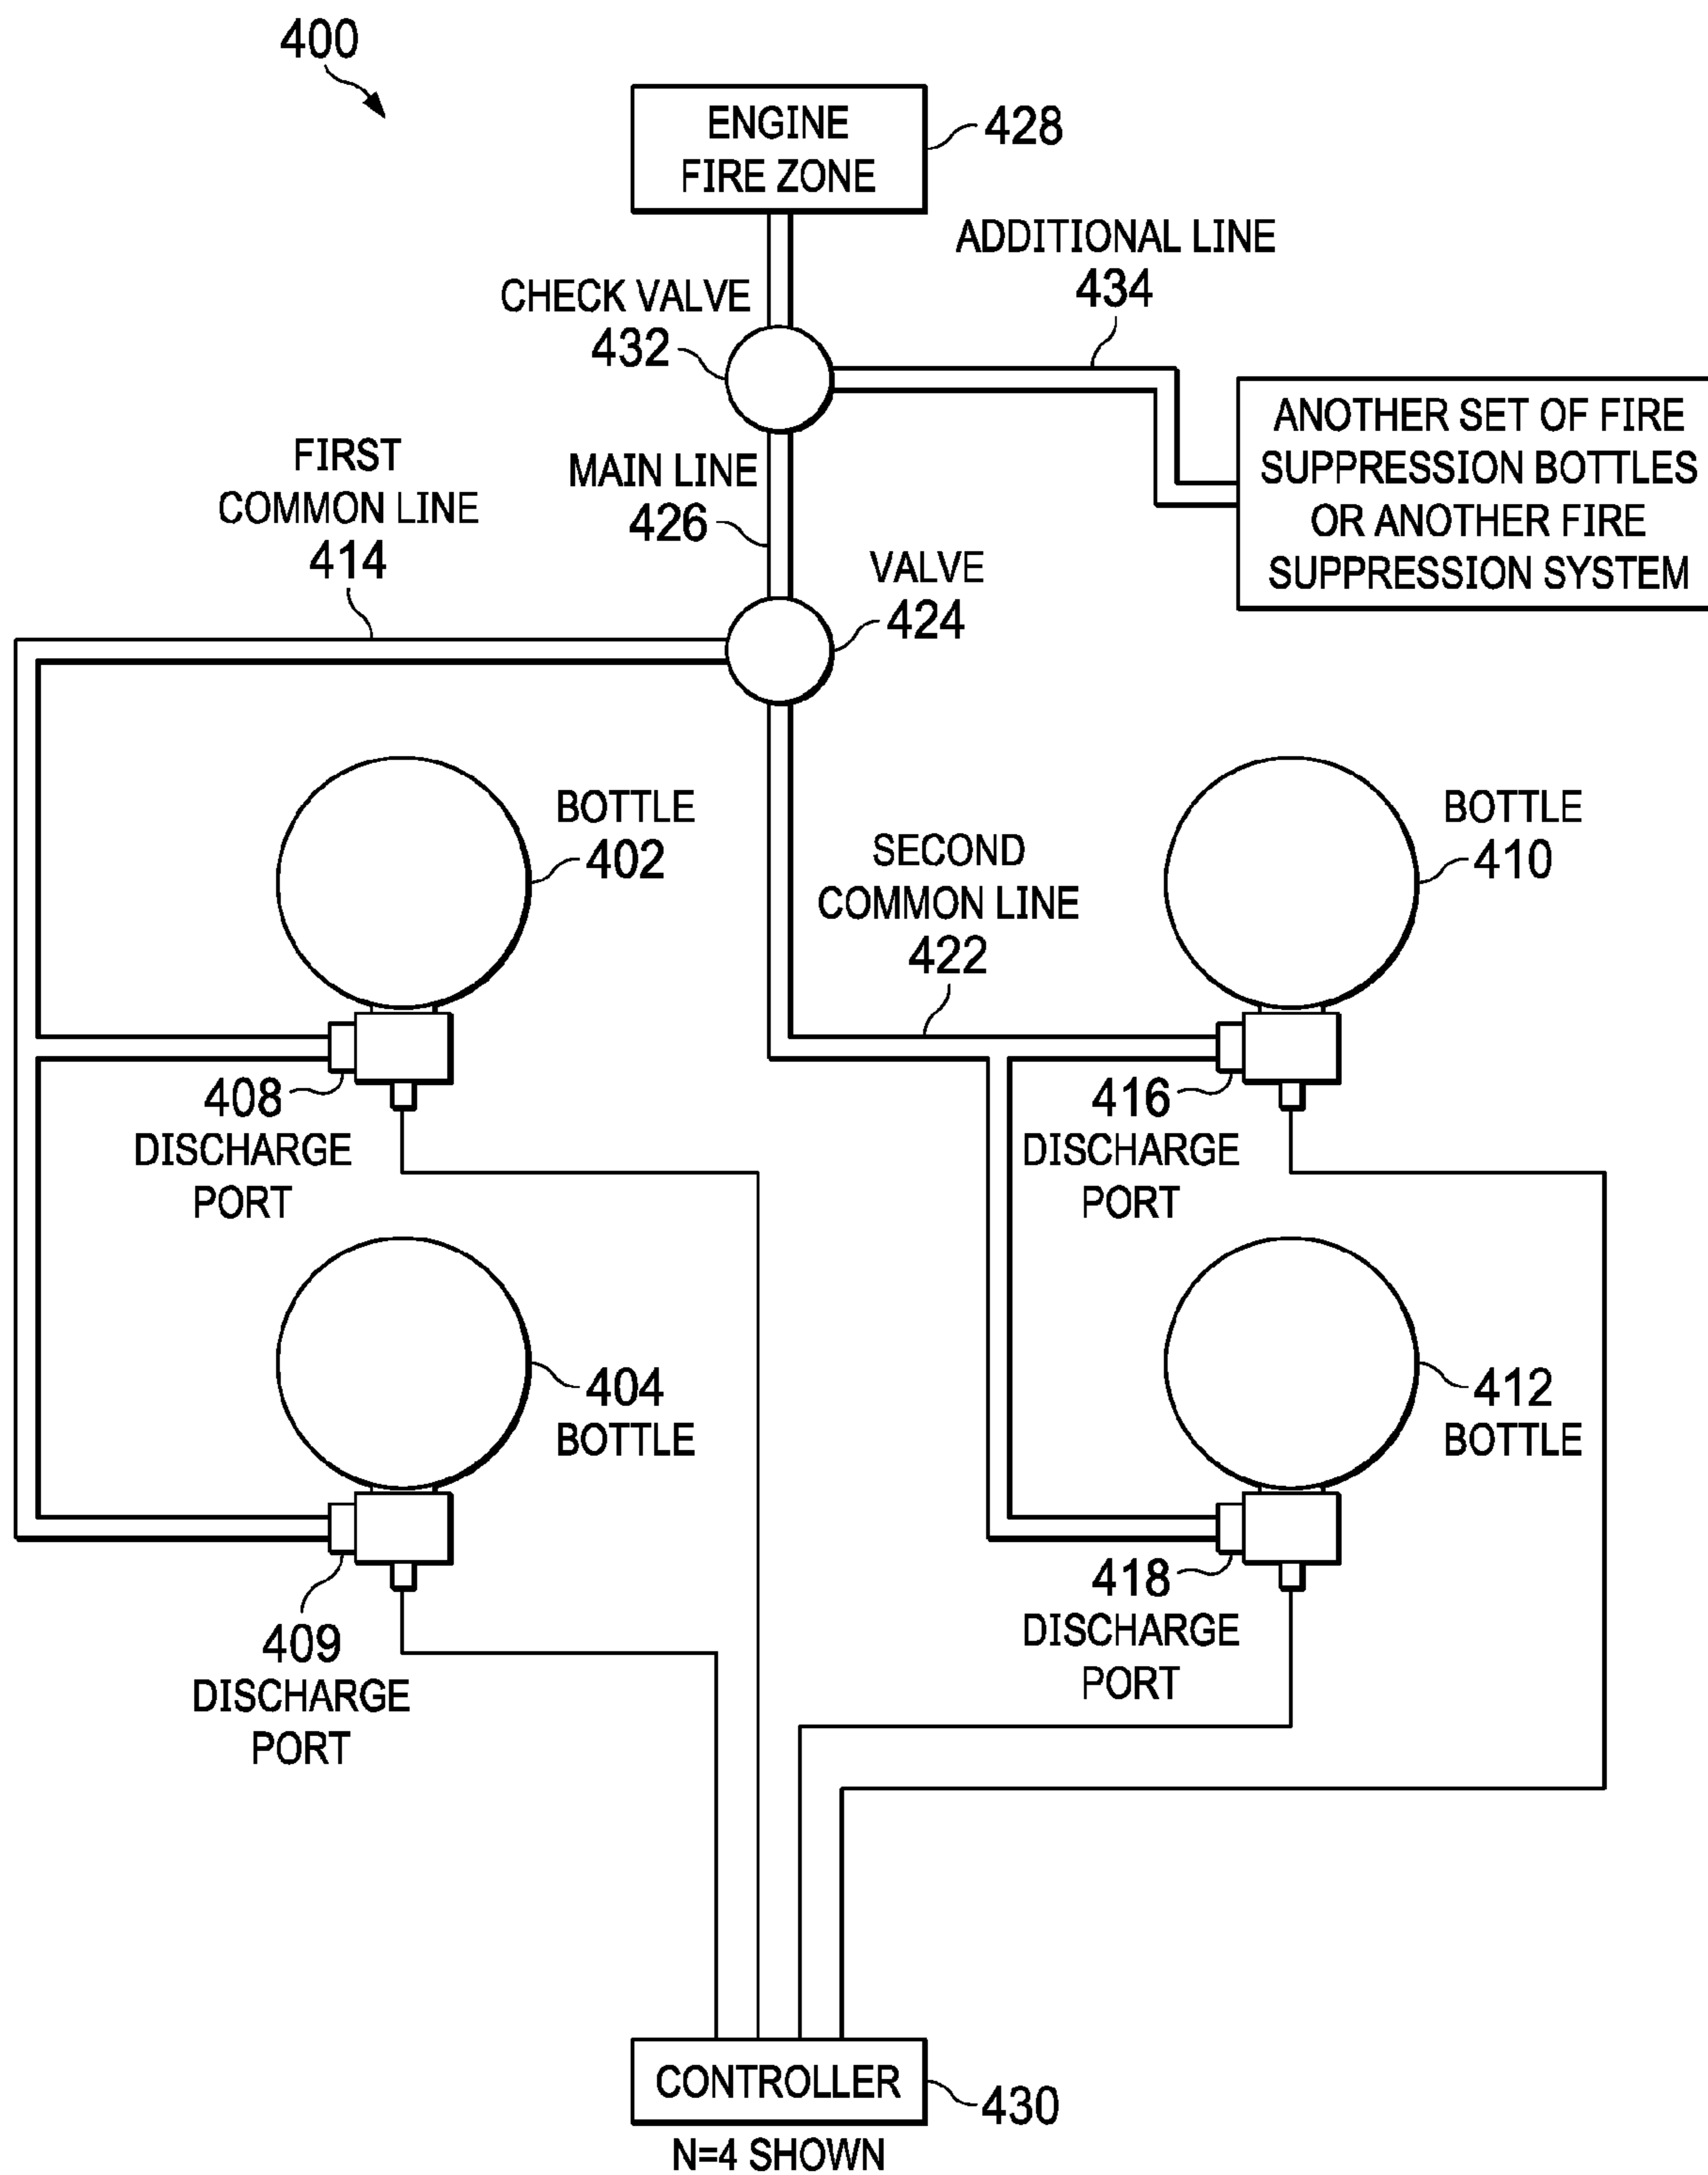 400
ENGINE
FIRE ZONE
428
ADDITIONAL LINE
434
CHECK VALVE
432
ANOTHER SET OF FIRE
SUPPRESSION BOTTLES
OR ANOTHER FIRE
SUPPRESSION SYSTEM
FIRST
COMMON LINE
414
MAIN LINE
426
VALVE
424
BOTTLE
402
SECOND
COMMON LINE
422
BOTTLE
410
408
DISCHARGE
PORT
416
DISCHARGE
PORT
404
BOTTLE
412
BOTTLE
409
DISCHARGE
PORT
418
DISCHARGE
PORT
CONTROLLER
430
N=4 SHOWN